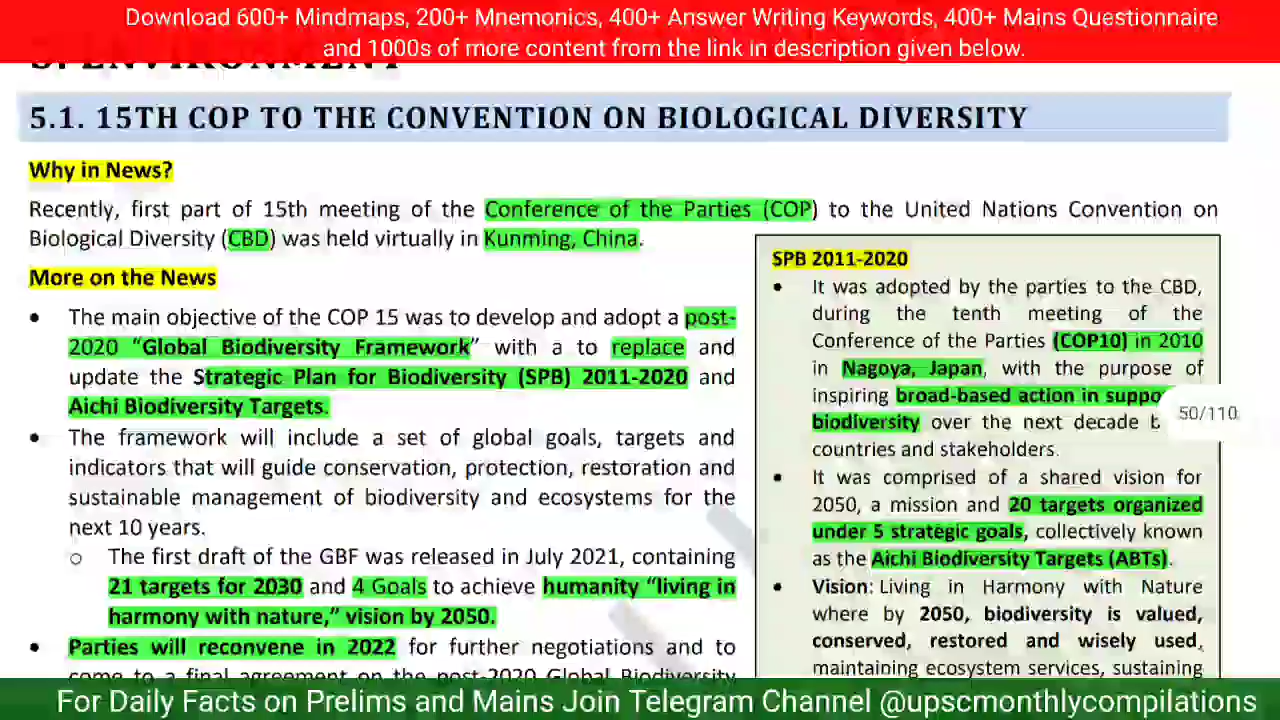 Download 600+ Mindmaps, 200+ Mnemonics, 400+ Answer Writing Keywords, 400+ Mains Questionnaire
and 1000s of more content from the link in description given below.
5. ENVIRONMENT
5.1. 15TH COP TO THE CONVENTION ON BIOLOGICAL DIVERSITY
Why in News?
Recently, first part of 15th meeting of the Conference of the Parties (COP) to the United Nations Convention on
Biological Diversity (CBD) was held virtually in Kunming, China.
More on the News
• The main objective of the COP 15 was to develop and adopt a post-
2020 “Global Biodiversity Framework” with a to replace and
update the Strategic Plan for Biodiversity (SPB) 2011-2020 and
Aichi Biodiversity Targets.
• The framework will include a set of global goals, targets and
indicators that will guide conservation, protection, restoration and
sustainable management of biodiversity and ecosystems for the
next 10 years.
o The first draft of the GBF was released in July 2021, containing
21 targets for 2030 and 4 Goals to achieve humanity “living in
harmony with nature,” vision by 2050.
• Parties will reconvene in 2022 for further negotiations and to
come to a final agreement on the post-2020 Global Biodiversity
SPB 2011-2020
• It was adopted by the parties to the CBD,
during the tenth meeting of the
Conference of the Parties (COP10) in 2010
in Nagoya, Japan, with the purpose of
inspiring broad-based action in suppo
biodiversity over the next decade b
countries and stakeholders.
• It was comprised of a shared vision for
2050, a mission and 20 targets organized
under 5 strategic goals, collectively known
as the Aichi Biodiversity Targets (ABTs).
• Vision: Living in Harmony with Nature
where by 2050, biodiversity is valued,
conserved, restored and wisely used,
maintaining ecosystem services, sustaining
50/110
For Daily Facts on Prelims and Mains Join Telegram Channel @upscmonthlycompilations